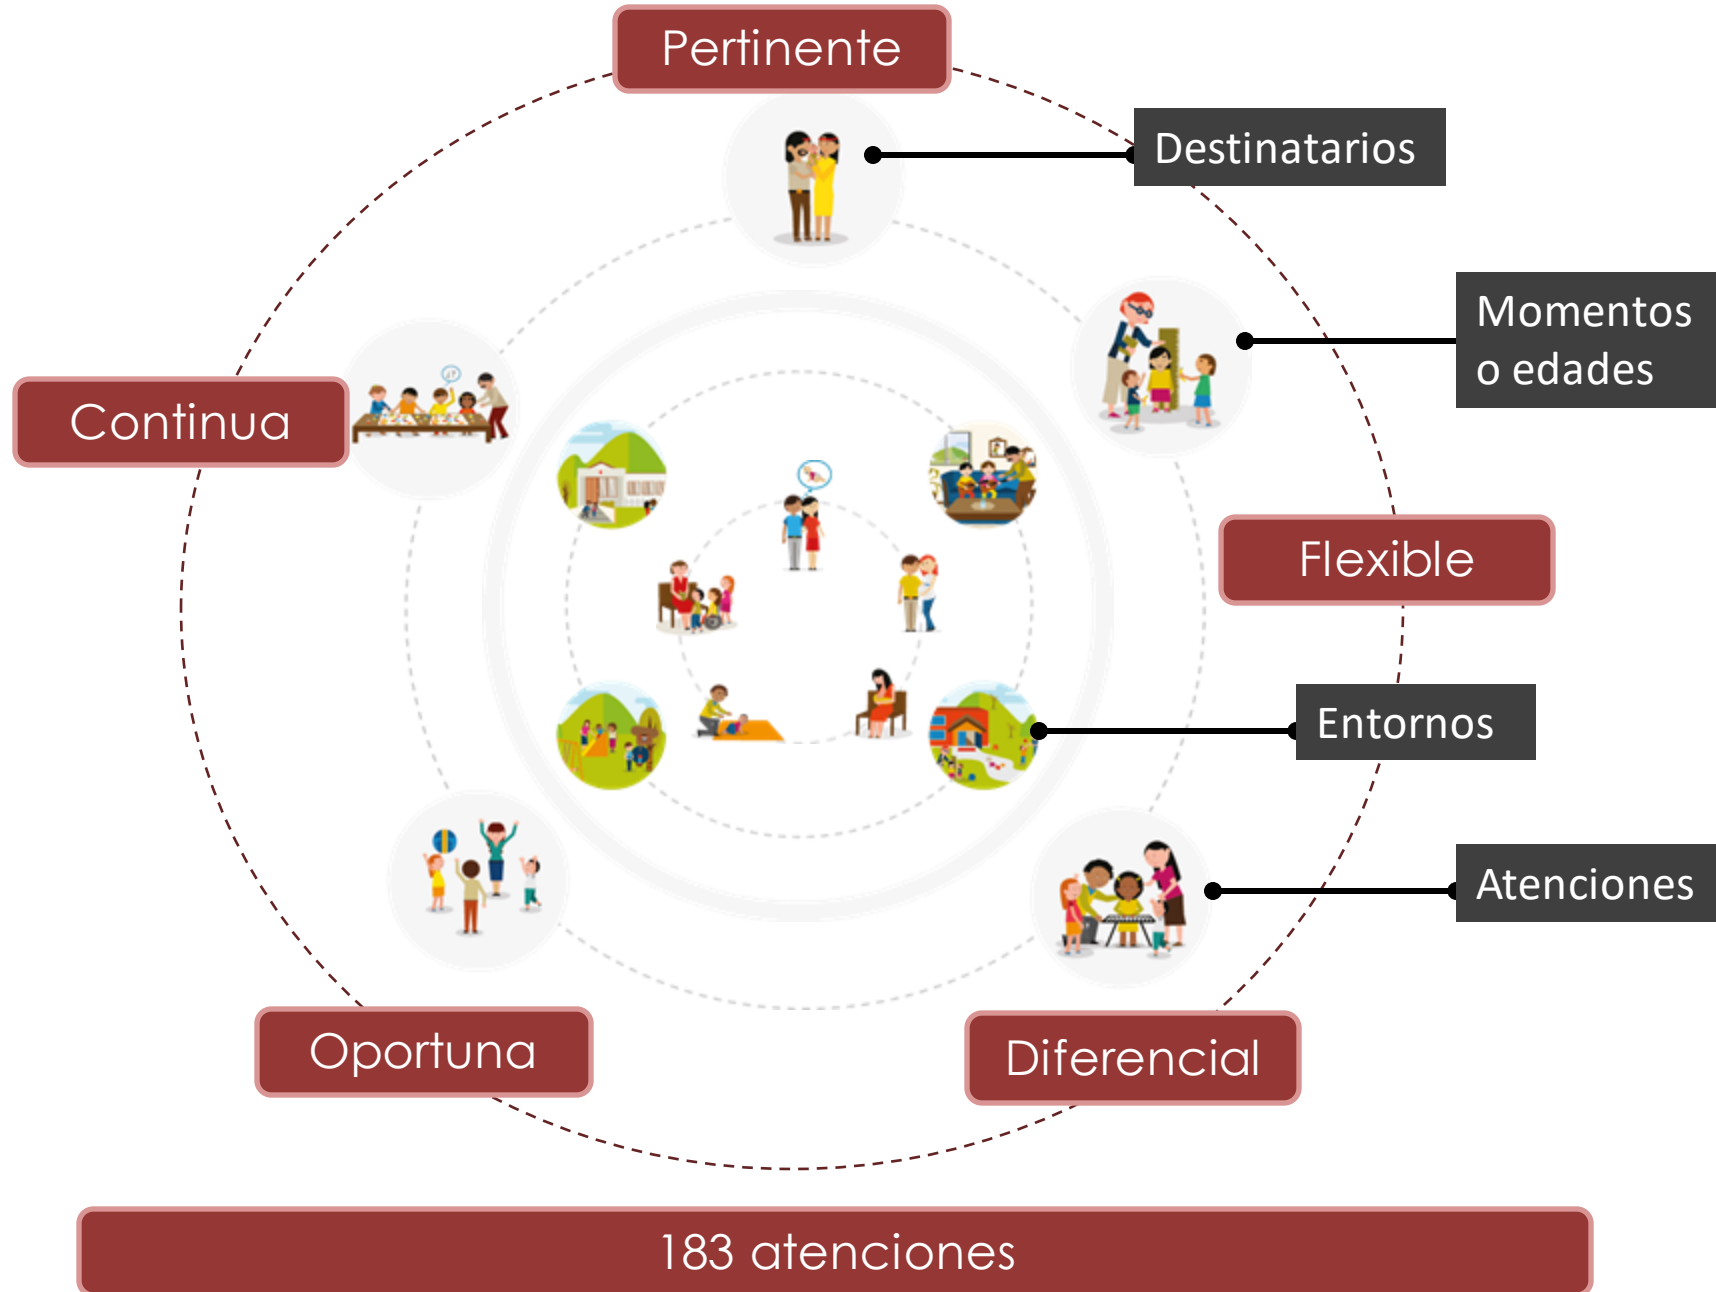 Pertinente
Destinatarios
Momentos
o edades
Continua
Flexible
Entornos
Atenciones
Oportuna
Diferencial
183 atenciones